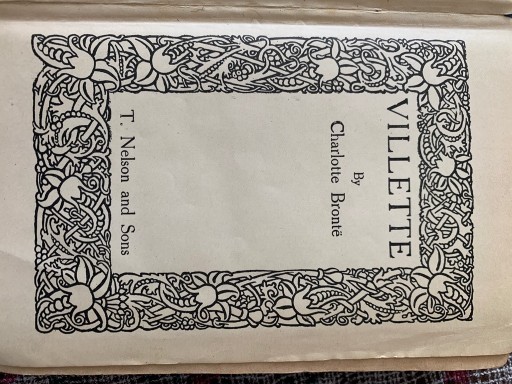 VILLETTE
By
Charlotte Brontë
T. Nelson and Sons